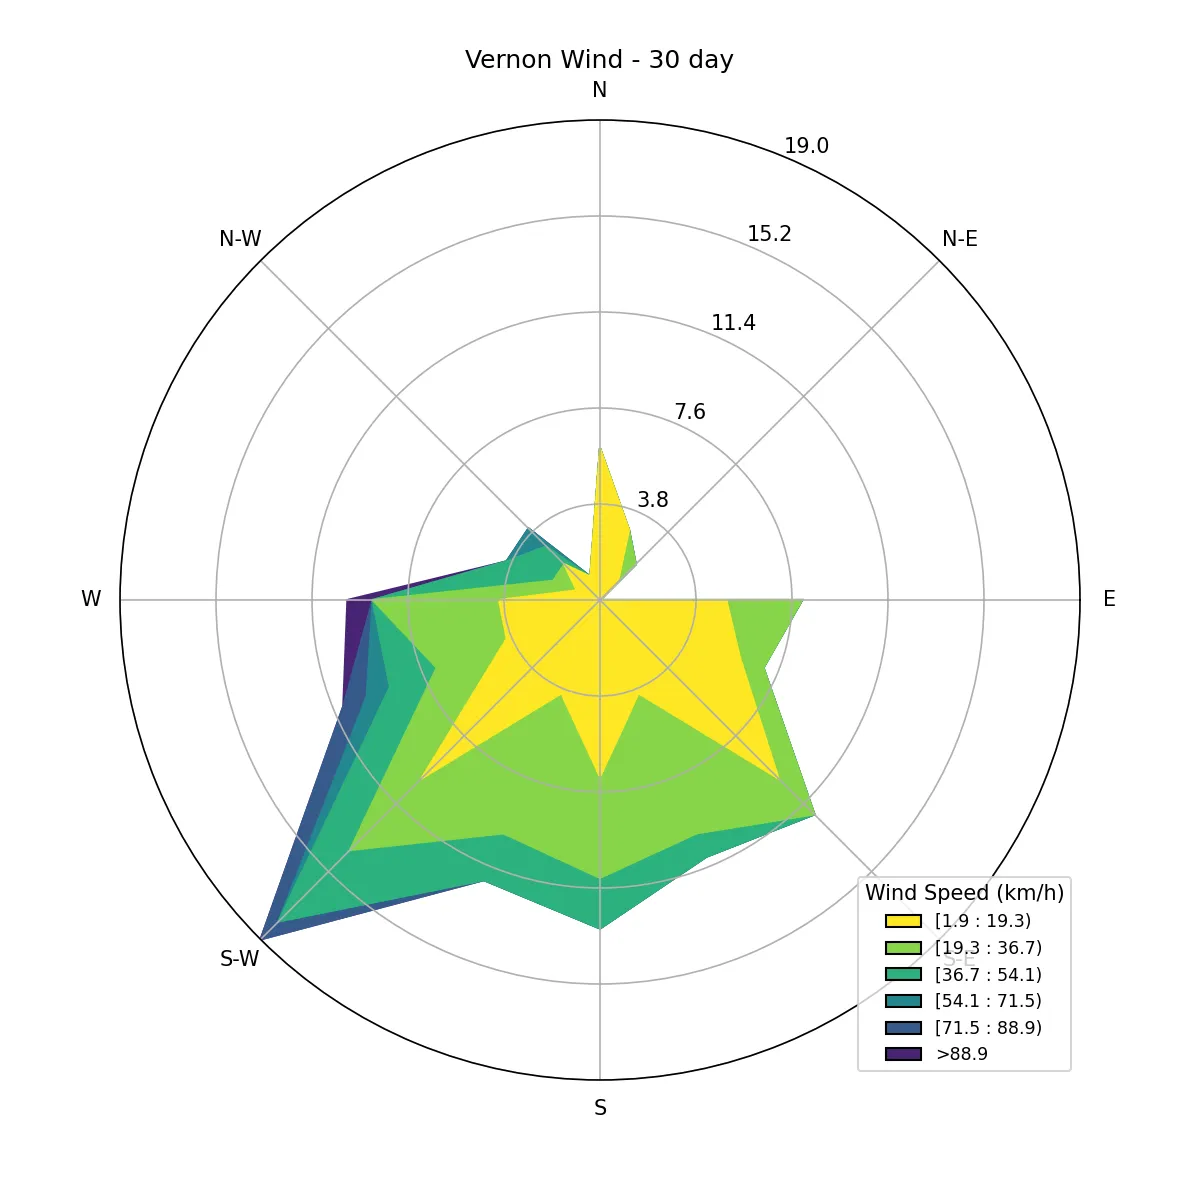 Vernon Wind - 30 day
N
19.0
N-W
15.2
N-E
11.4
7.6
3.8
W
E
S-W
S-E
S
Wind Speed (km/h)
[1.9 : 19.3)
[19.3 : 36.7)
[36.7 : 54.1)
[54.1 : 71.5)
[71.5 : 88.9)
>88.9